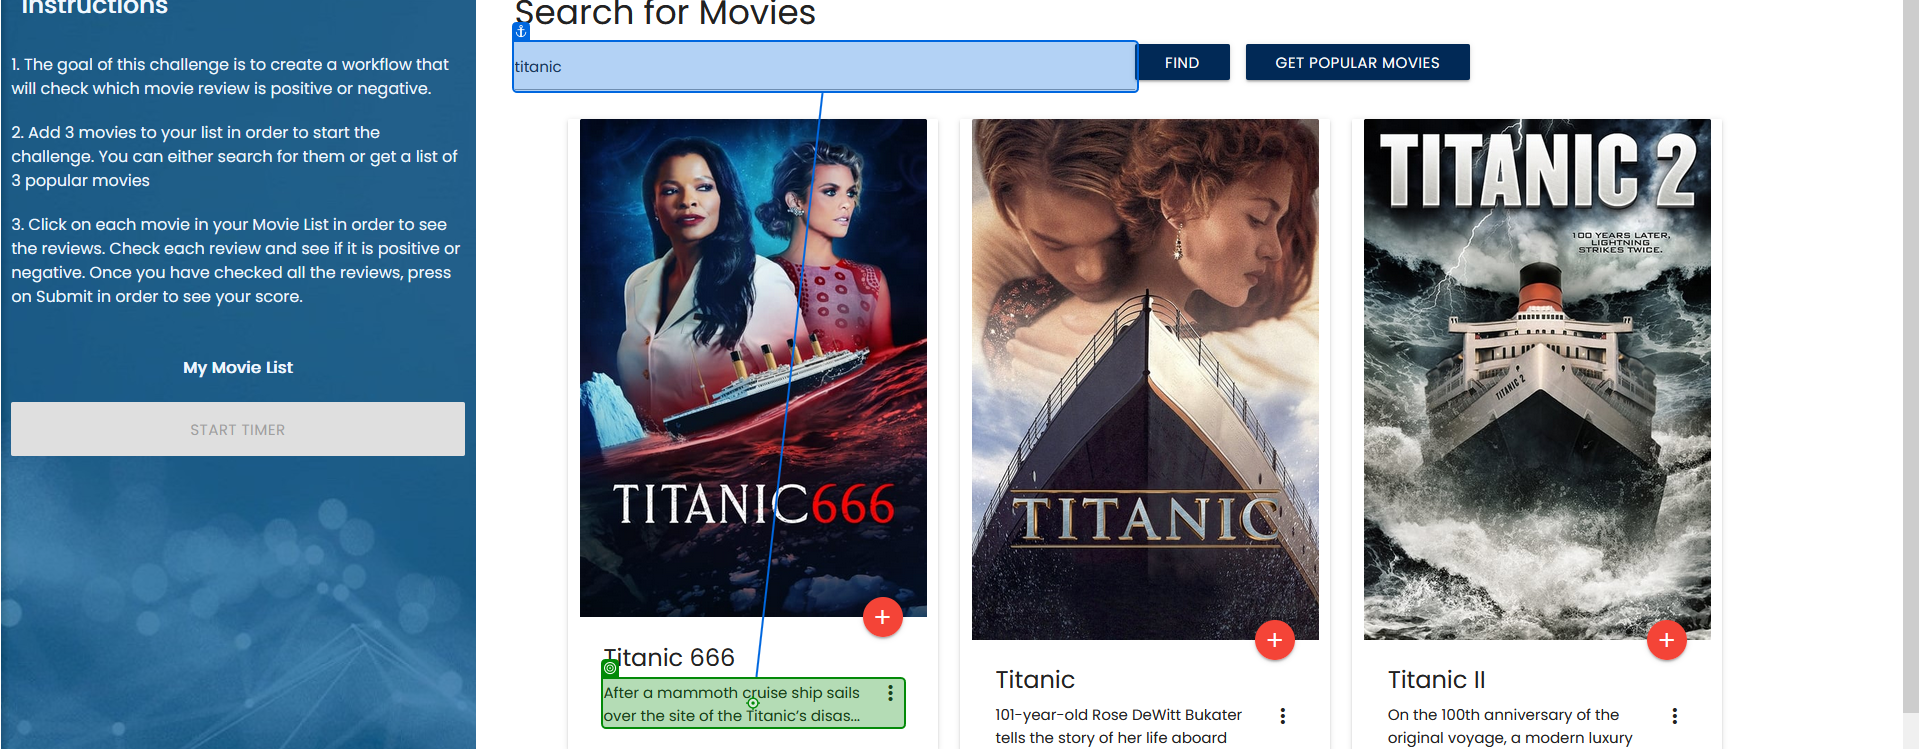 Instructions
1. The goal of this challenge is to create a workflow that
will check which movie review is positive or negative.
2. Add 3 movies to your list in order to start the
challenge. You can either search for them or get a list of
3 popular movies
3. Click on each movie in your Movie List in order to see
the reviews. Check each review and see if it is positive or
negative. Once you have checked all the reviews, press
on Submit in order to see your score.
My Movie List
START TIMER
Search for Movies
titanic
FIND
GET POPULAR MOVIES
TITANIC666
Titanic 666
After a mammoth cruise ship sails
over the site of the Titanic's disas...
TITANIC
Titanic
101-year-old Rose DeWitt Bukater
tells the story of her life aboard
TITANIC 2
100 YEARS LATER,
LIGHTNING
STRIKES TWICE.
TITANIC 2
Titanic II
On the 100th anniversary of the
original voyage, a modern luxury